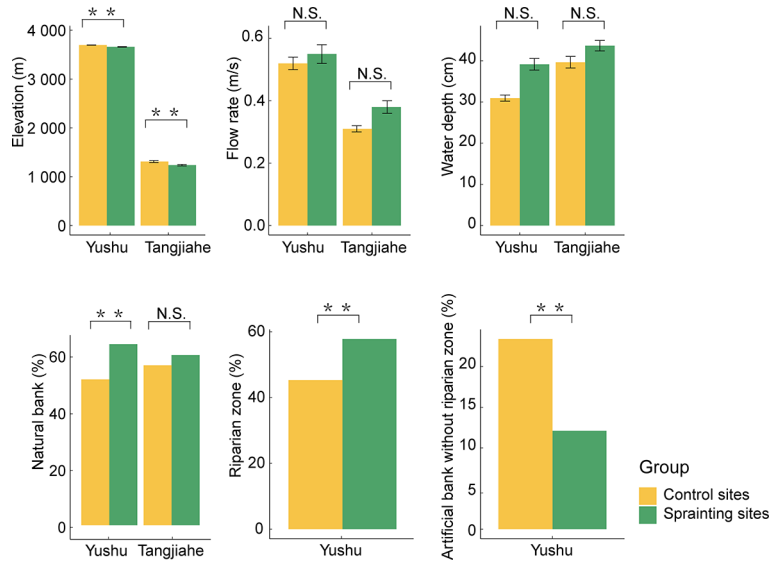 * *
* *
Elevation (m)
4 000
3 000
2 000
1 000
0
Yushu Tangjiahe
N.S.
N.S.
Flow rate (m/s)
0.6
0.4
0.2
0.0
Yushu Tangjiahe
N.S. N.S.
Water depth (cm)
40
30
20
10
0
Yushu Tangjiahe
* * N.S.
Natural bank (%)
60
40
20
0
Yushu Tangjiahe
* *
Riparian zone (%)
60
40
20
0
Yushu
* *
Artificial bank without riparian zone (%)
20
15
10
5
0
Yushu
Group
Control sites
Sprainting sites